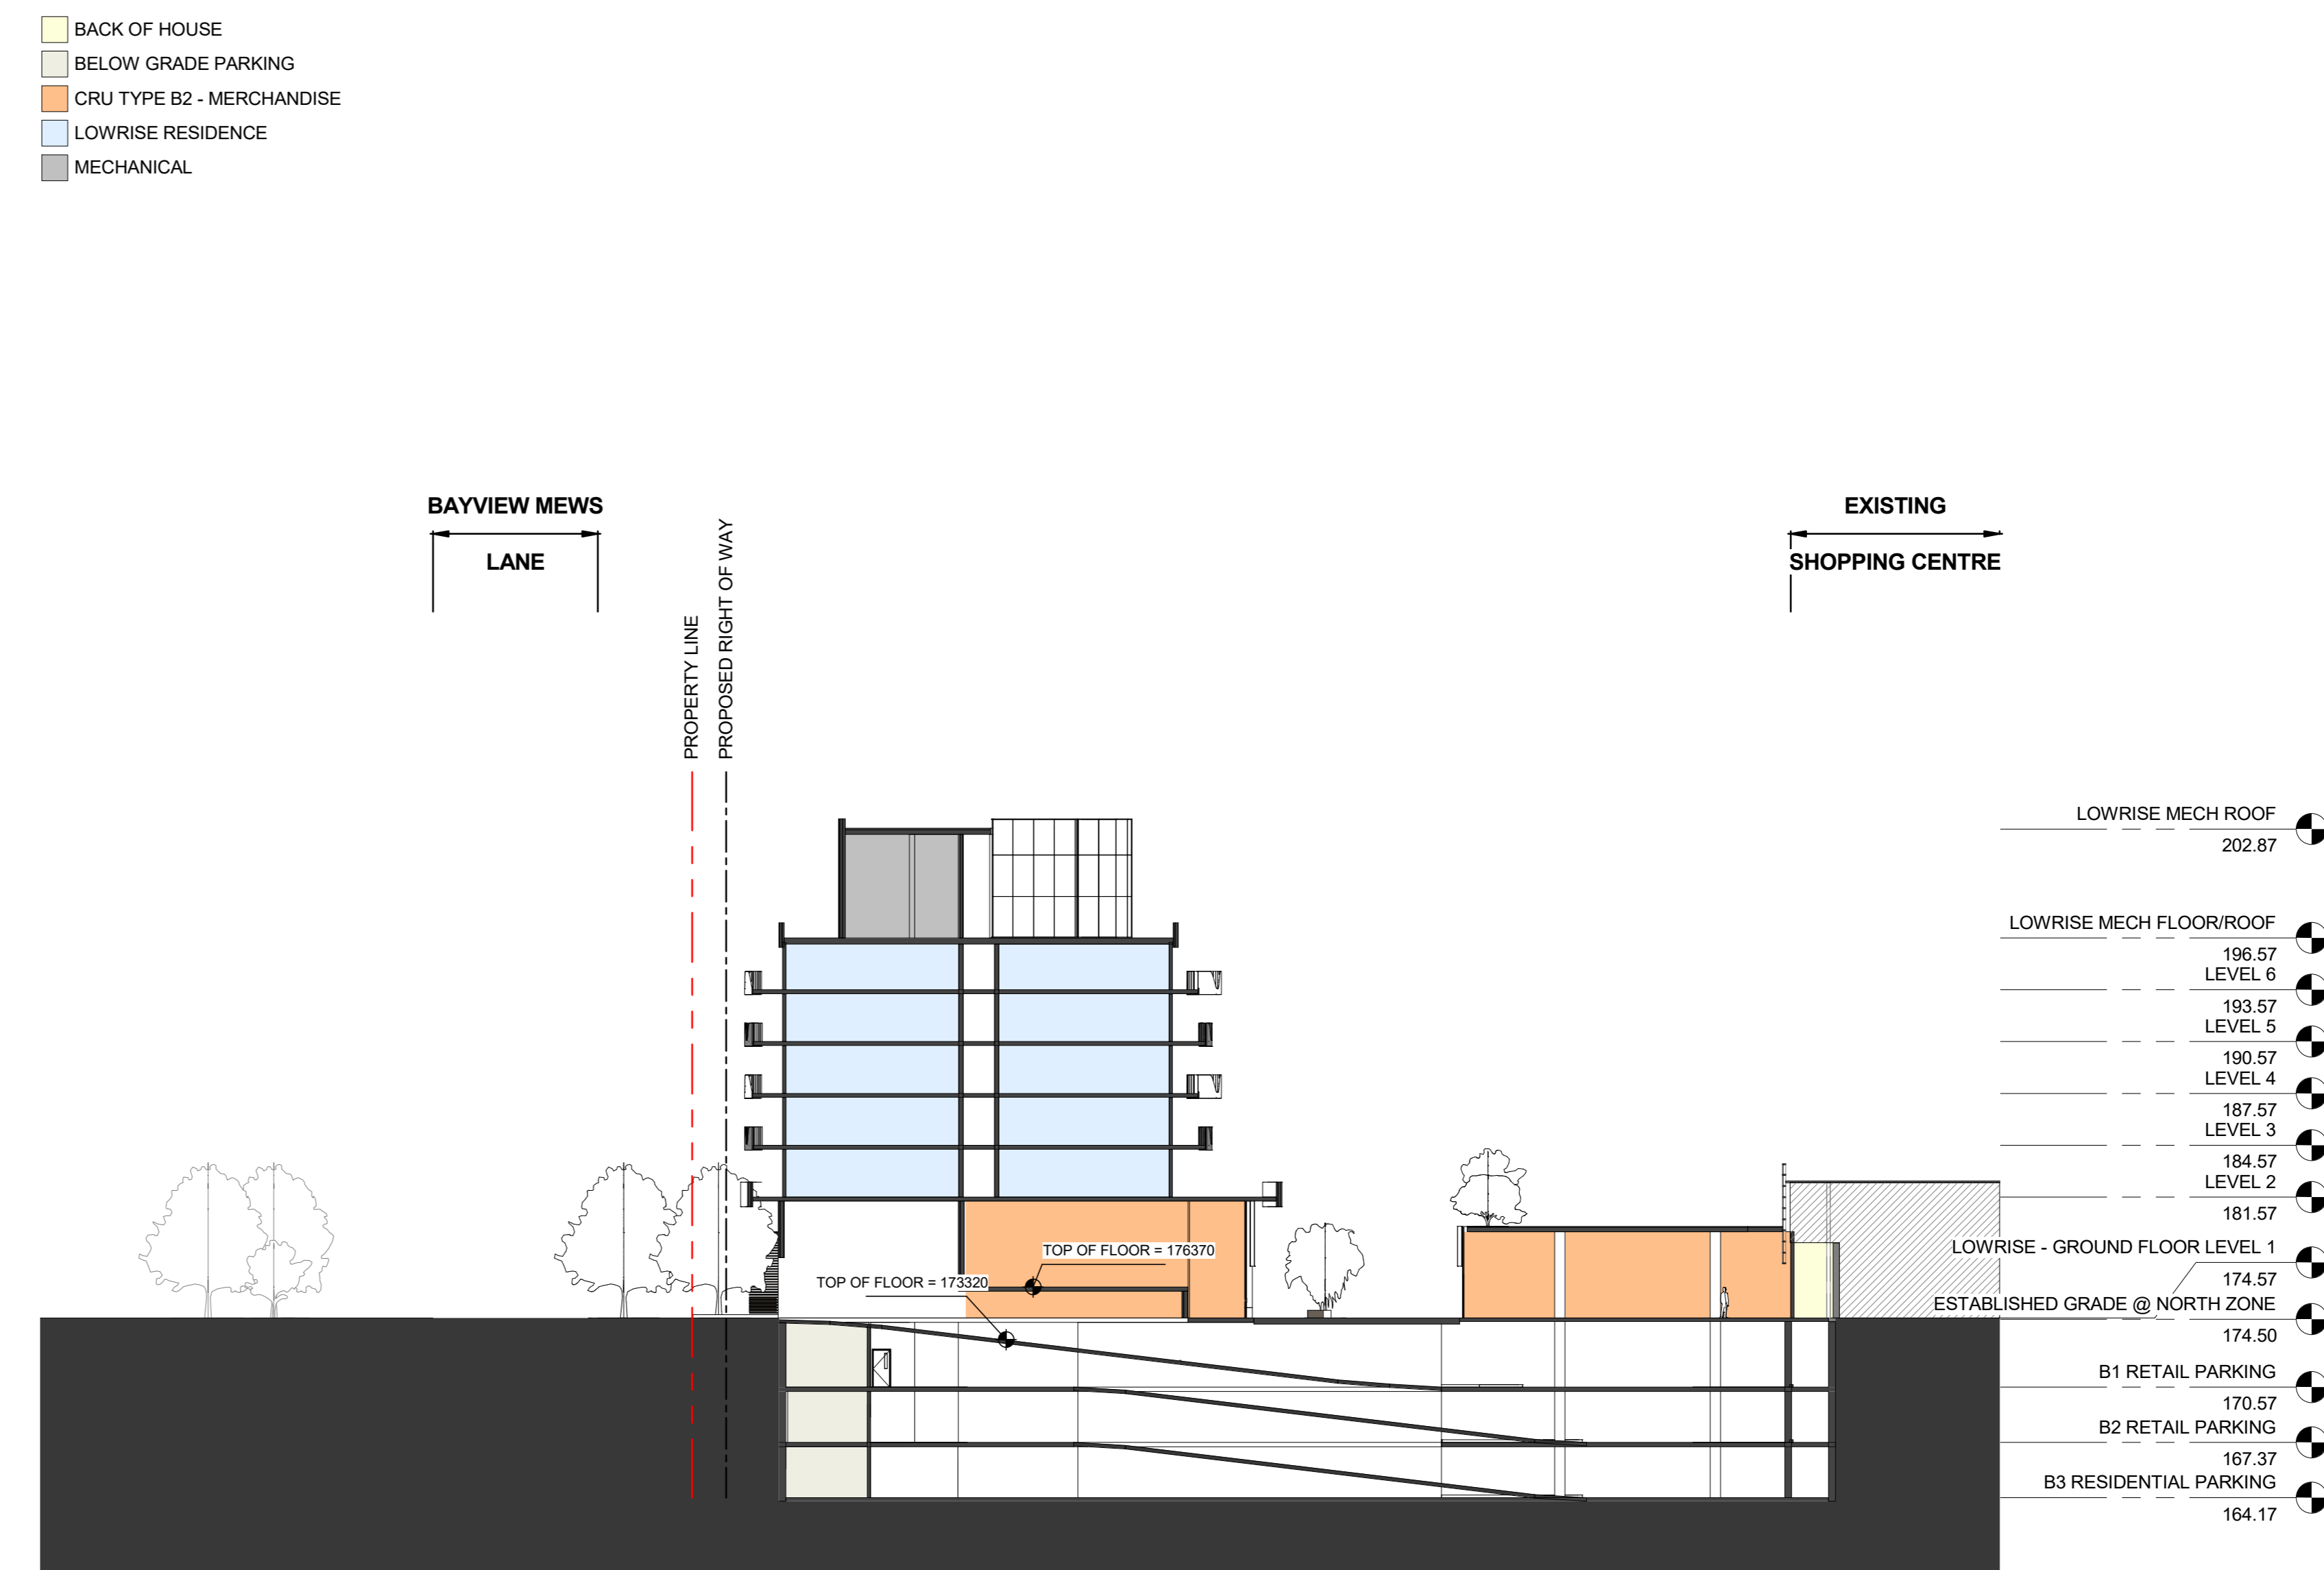 BACK OF HOUSE
BELOW GRADE PARKING
CRU TYPE B2 - MERCHANDISE
LOWRISE RESIDENCE
MECHANICAL
BAYVIEW MEWS
LANE
PROPERTY LINE
PROPOSED RIGHT OF WAY
EXISTING
SHOPPING CENTRE
LOWRISE MECH ROOF
202.87
LOWRISE MECH FLOOR/ROOF
196.57
LEVEL 6
193.57
LEVEL 5
190.57
LEVEL 4
187.57
LEVEL 3
184.57
LEVEL 2
181.57
LOWRISE - GROUND FLOOR LEVEL 1
174.57
ESTABLISHED GRADE @ NORTH ZONE
174.50
B1 RETAIL PARKING
170.57
B2 RETAIL PARKING
167.37
B3 RESIDENTIAL PARKING
164.17
TOP OF FLOOR = 176370
TOP OF FLOOR = 173320